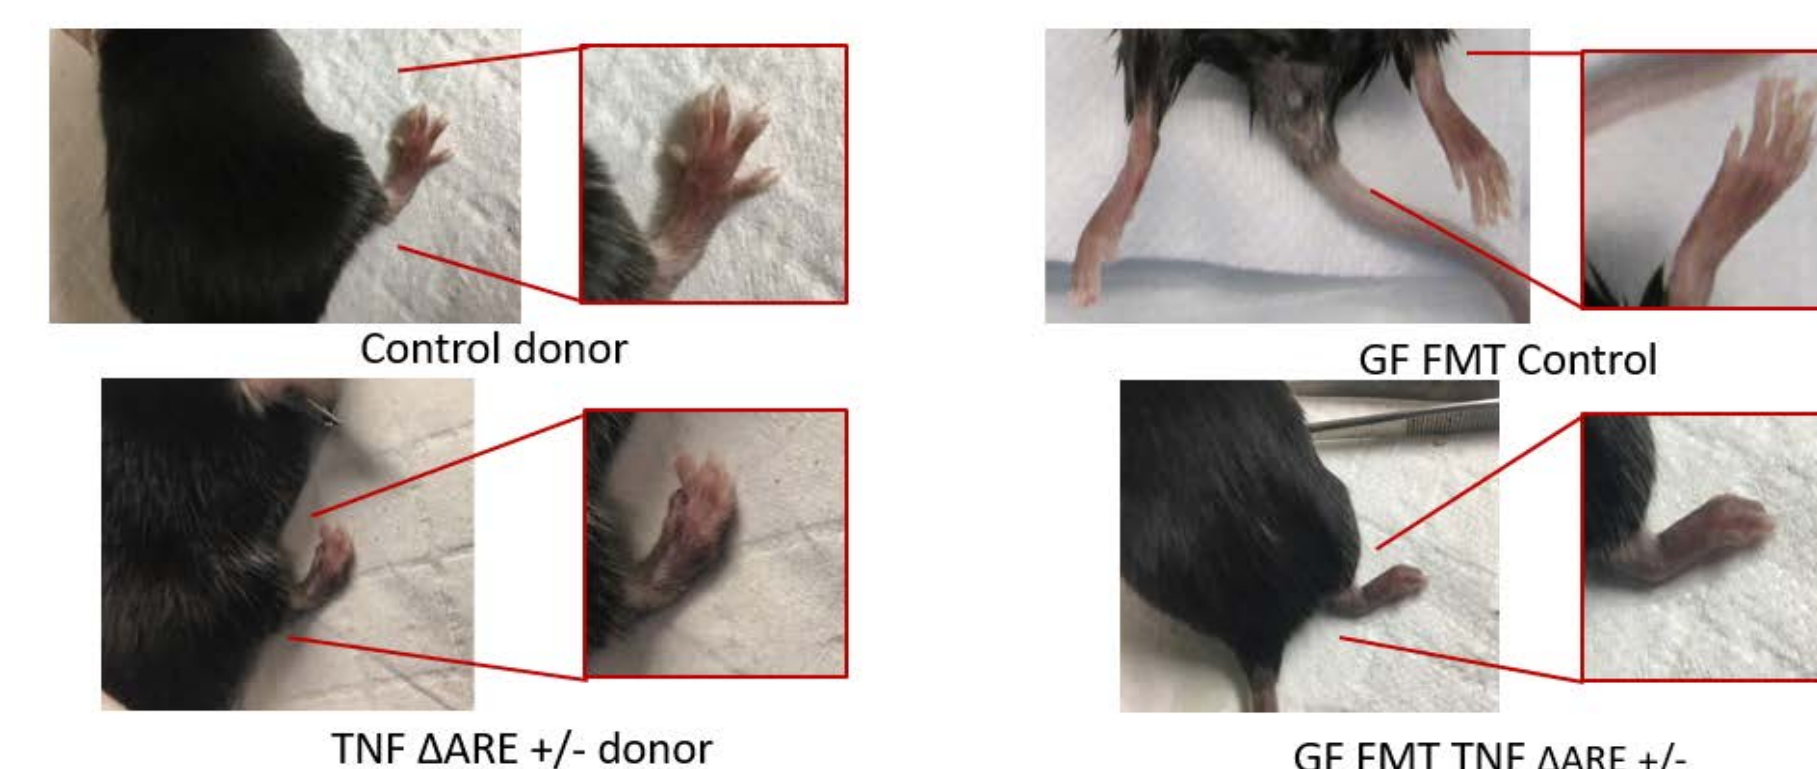 Control donor
GF FMT Control
TNF ΔARE +/- donor
GF FMT TNF ΔARE +/-